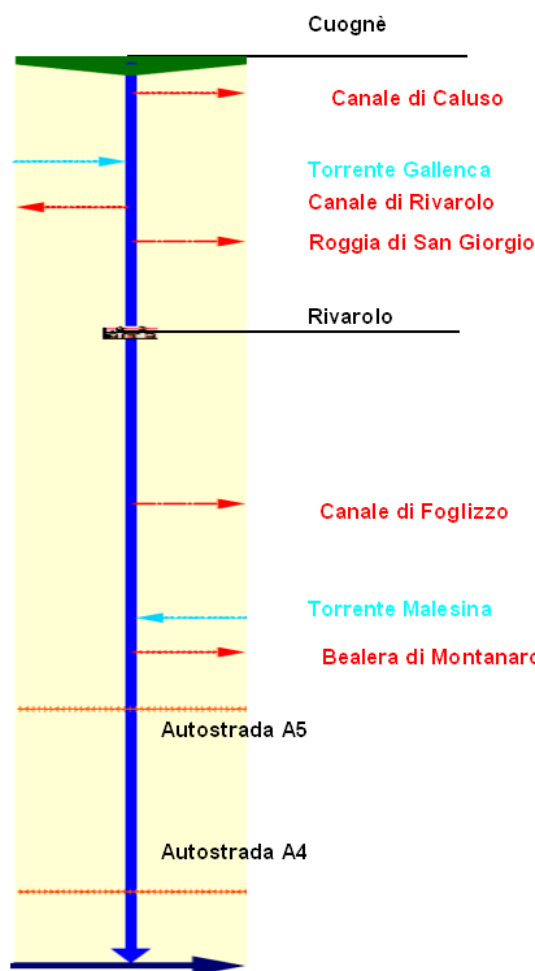 Cuognè
Canale di Caluso
Torrente Gallenca
Canale di Rivarolo
Roggia di San Giorgio
Rivarolo
Canale di Foglizzo
Torrente Malesina
Bealera di Montanaro
Autostrada A5
Autostrada A4